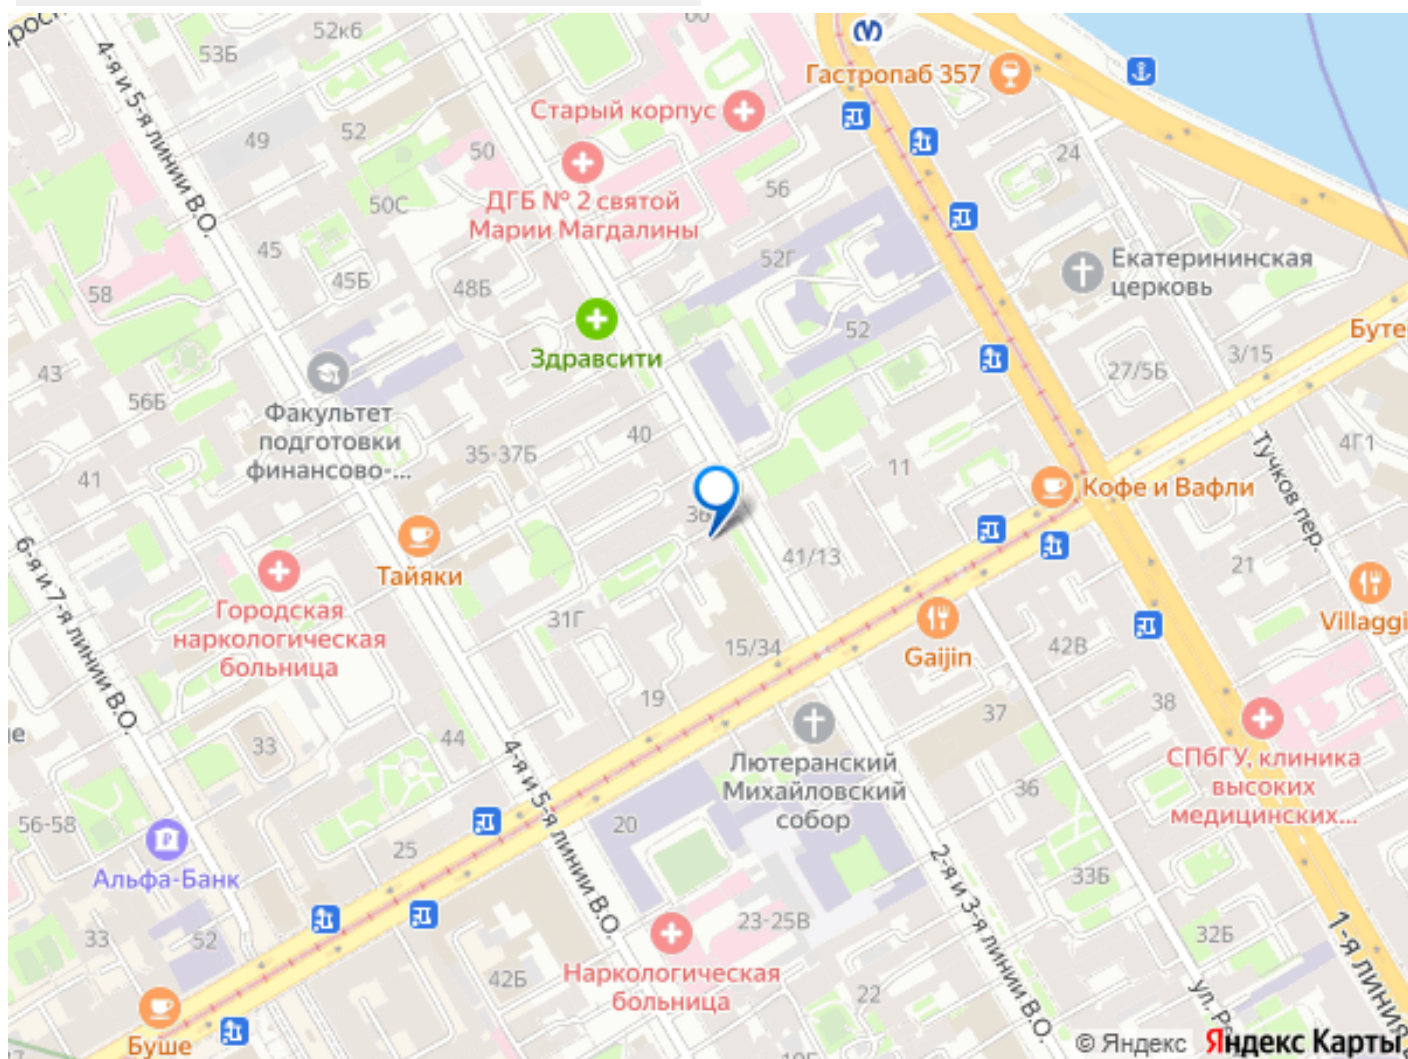 52к6
53Б
4-я и 5-я линии В.О.
Гастропаб 357
Старый корпус
49
52
50
24
56
50С
ДГБ № 2 святой
Марии Магдалины
45
52Г
Екатерининская
церковь
45Б
48Б
58
52
Буте
Здравсити
3/15
27/5Б
43
56Б
Факультет
подготовки
финансово-...
40
Тучков пер.
4Г1
35-37Б
11
41
Кофе и Вафли
6-я и 7-я линии В.О.
41/13
21
Тайяки
Городская
наркологическая
больница
31Г
Villaggi
15/34
Gaijin
42В
19
38
37
33
44
4-я и 5-я линии В.О.
Лютеранский
Михайловский
собор
СПбГУ, клиника
высоких
медицинских...
36
56-58
20
25
Альфа-Банк
2-я и 3-я линии В.О.
33Б
23-25В
33
52
32Б
1-я линия
Наркологическая
больница
42Б
22
Буше
© Яндекс Яндекс Карты